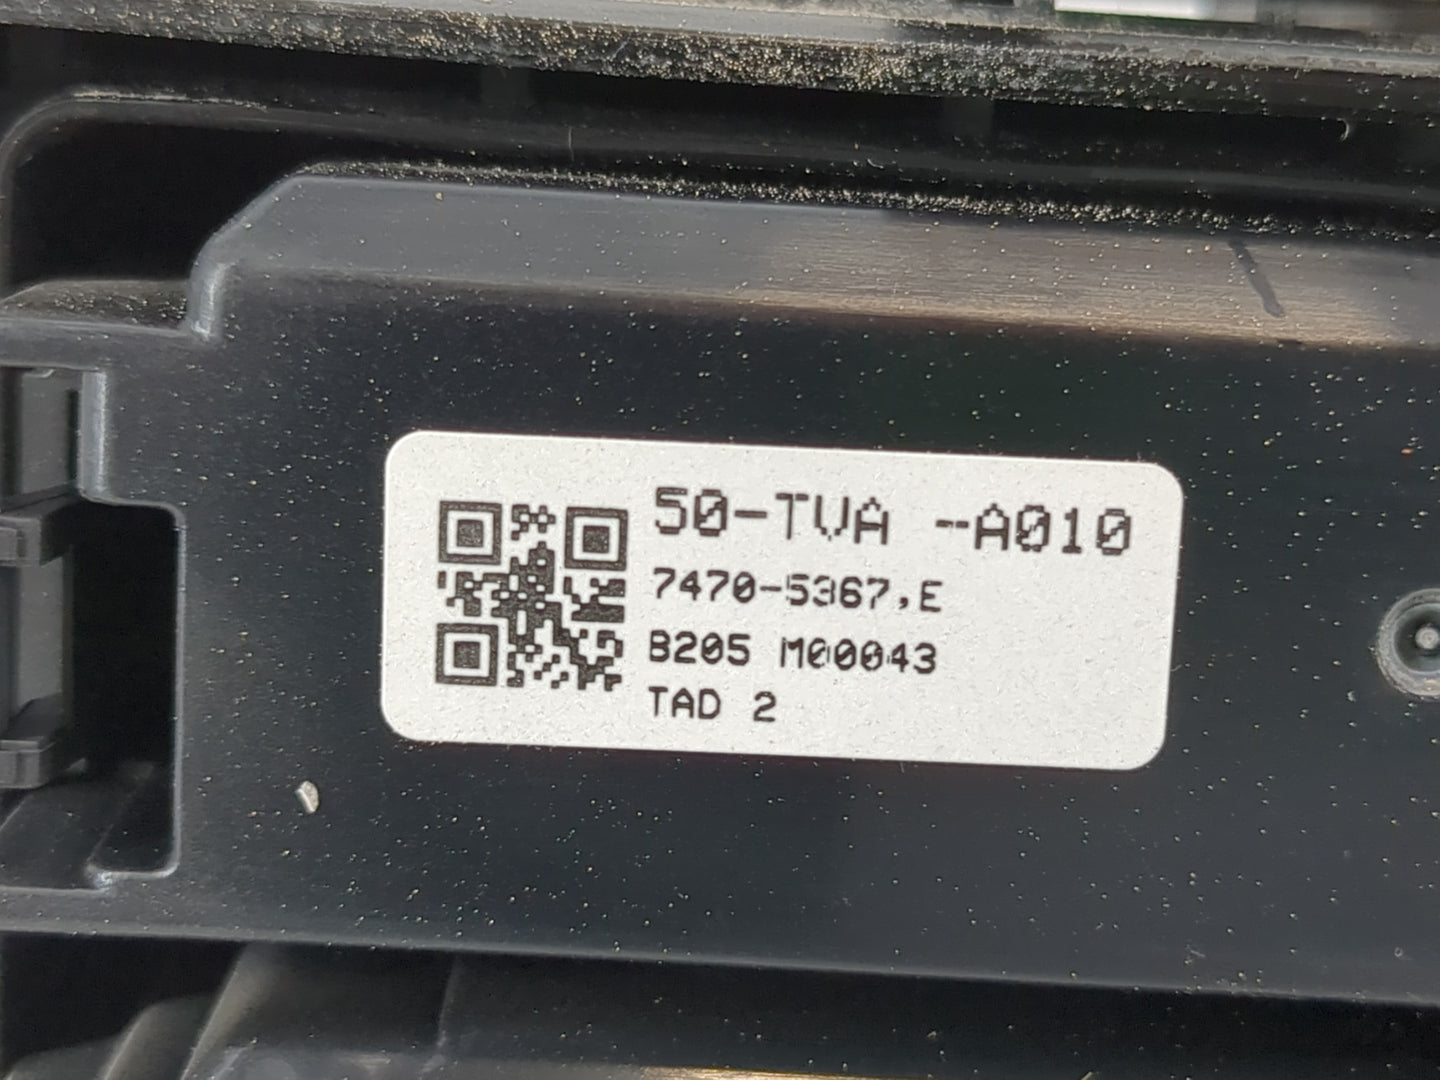 50-TVA -A010
7470-5367,E
B205 M00043
TAD 2